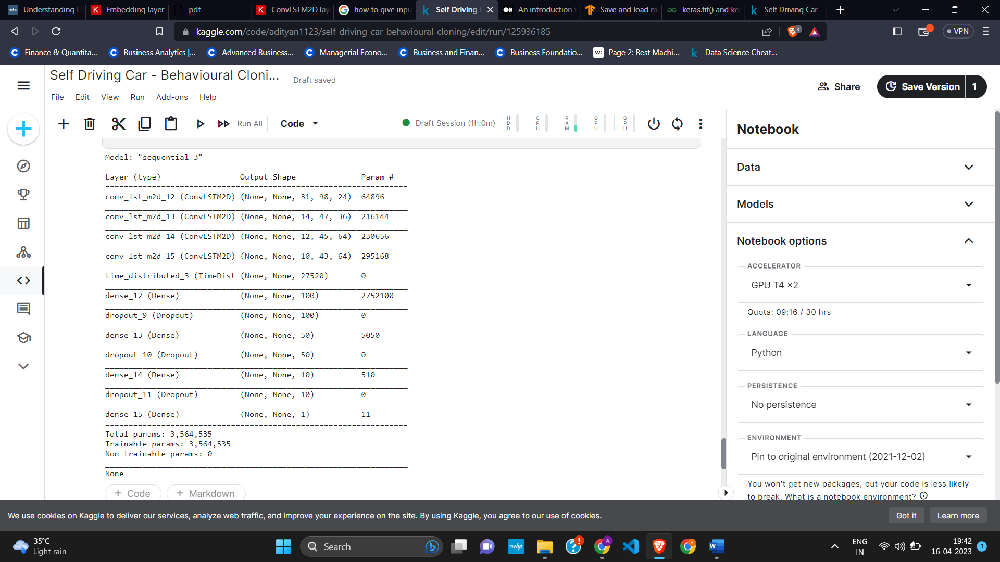 Understanding LS
Embedding layer
pdf
ConvLSTM2D lay
how to give inpu
Self Driving C
An introduction t
Save and load m
keras.fit() and ker
Self Driving Car -
kaggle.com/code/adityan1123/self-driving-car-behavioural-cloning/edit/run/125936185
3
VPN
Finance & Quantita...
Business Analytics |...
Advanced Business...
Managerial Econo...
Business and Finan...
Business Foundatio...
Page 2: Best Machi...
Data Science Cheat...
Self Driving Car - Behavioural Cloni...
Draft saved
Share
Save Version
1
File Edit View Run Add-ons Help
Run All
Code
Draft Session (1h:0m)
HDD
CPU
RAM
GPU
GPU
Model: "sequential_3"
Layer (type) Output Shape Param #
conv_lst_m2d_12 (ConvLSTM2D) (None, None, 31, 98, 24) 64896
conv_lst_m2d_13 (ConvLSTM2D) (None, None, 14, 47, 36) 216144
conv_lst_m2d_14 (ConvLSTM2D) (None, None, 12, 45, 64) 230656
conv_lst_m2d_15 (ConvLSTM2D) (None, None, 10, 43, 64) 295168
time_distributed_3 (TimeDist (None, None, 27520) 0
dense_12 (Dense) (None, None, 100) 2752100
dropout_9 (Dropout) (None, None, 100) 0
dense_13 (Dense) (None, None, 50) 5050
dropout_10 (Dropout) (None, None, 50) 0
dense_14 (Dense) (None, None, 10) 510
dropout_11 (Dropout) (None, None, 10) 0
dense_15 (Dense) (None, None, 1) 11
Total params: 3,564,535
Trainable params: 3,564,535
Non-trainable params: 0
None
+ Code
+ Markdown
Notebook
Data
Models
Notebook options
ACCELERATOR
GPU T4 ×2
Quota: 09:16 / 30 hrs
LANGUAGE
Python
PERSISTENCE
No persistence
ENVIRONMENT
Pin to original environment (2021-12-02)
You won't get new packages, but your code is less likely
to break. What is a notebook environment?
We use cookies on Kaggle to deliver our services, analyze web traffic, and improve your experience on the site. By using Kaggle, you agree to our use of cookies.
Got it
Learn more
35°C
Light rain
Search
myhp
ENG
IN
19:42
16-04-2023
1